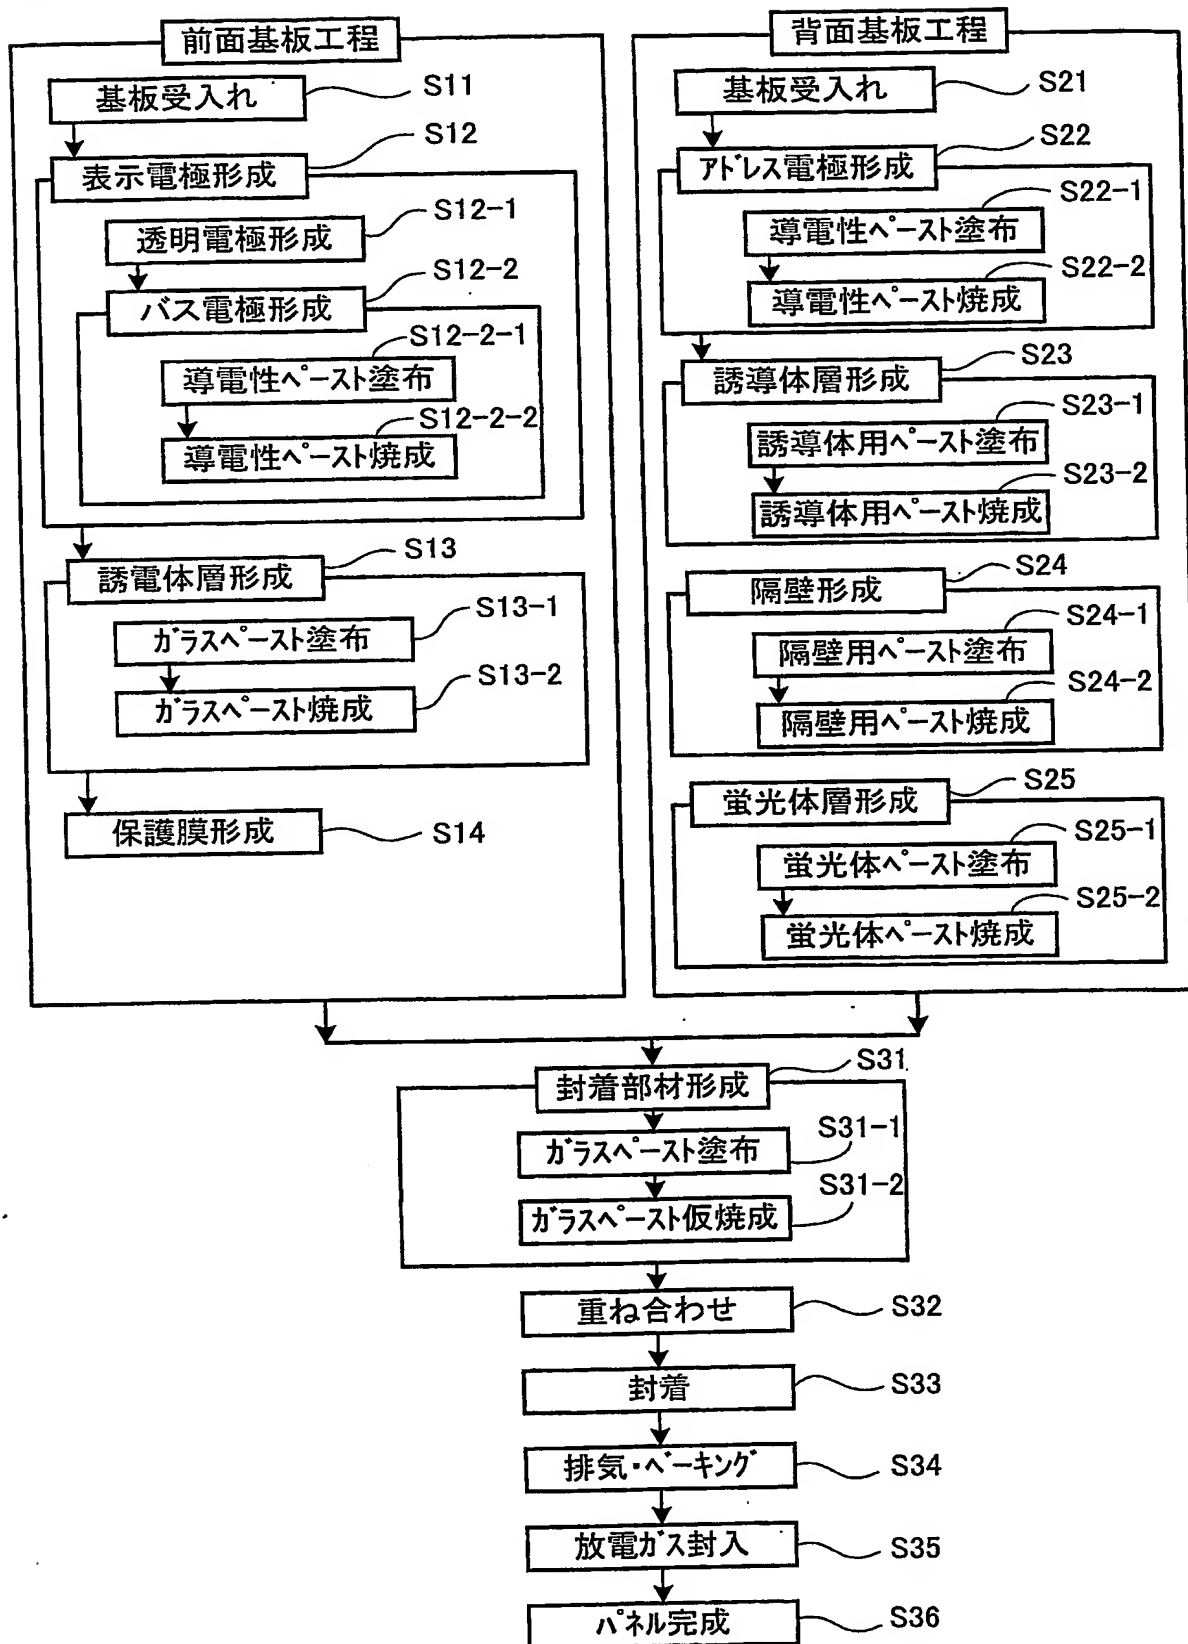 前面基板工程
基板受入れ
S11
表示電極形成
S12
透明電極形成
S12-1
バス電極形成
S12-2
導電性ペースト塗布
S12-2-1
導電性ペースト焼成
S12-2-2
誘電体層形成
S13
ガラスペースト塗布
S13-1
ガラスペースト焼成
S13-2
保護膜形成
S14
背面基板工程
基板受入れ
S21
アドレス電極形成
S22
導電性ペースト塗布
S22-1
導電性ペースト焼成
S22-2
誘導体層形成
S23
誘導体用ペースト塗布
S23-1
誘導体用ペースト焼成
S23-2
隔壁形成
S24
隔壁用ペースト塗布
S24-1
隔壁用ペースト焼成
S24-2
蛍光体層形成
S25
蛍光体ペースト塗布
S25-1
蛍光体ペースト焼成
S25-2
封着部材形成
S31
ガラスペースト塗布
S31-1
ガラスペースト仮焼成
S31-2
重ね合わせ
S32
封着
S33
排気・ベーキング
S34
放電ガス封入
S35
パネル完成
S36